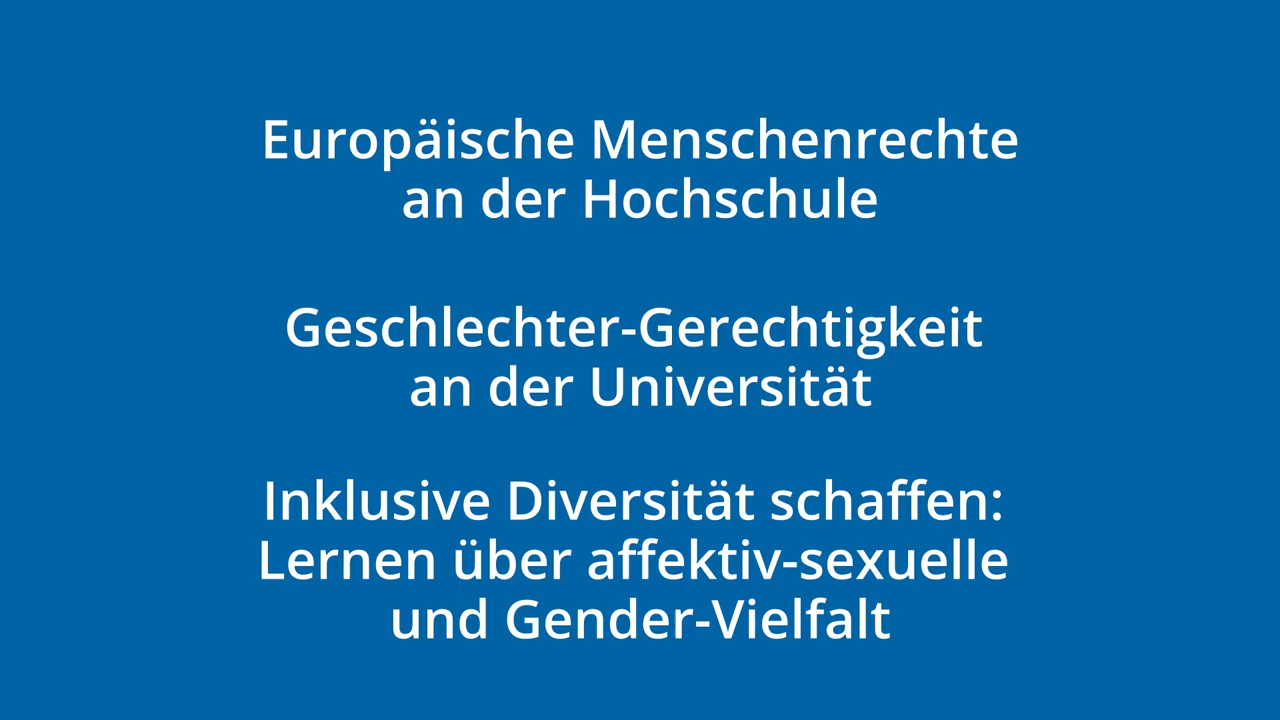 Europäische Menschenrechte
an der Hochschule
Geschlechter-Gerechtigkeit
an der Universität
Inklusive Diversität schaffen:
Lernen über affektiv-sexuelle
und Gender-Vielfalt